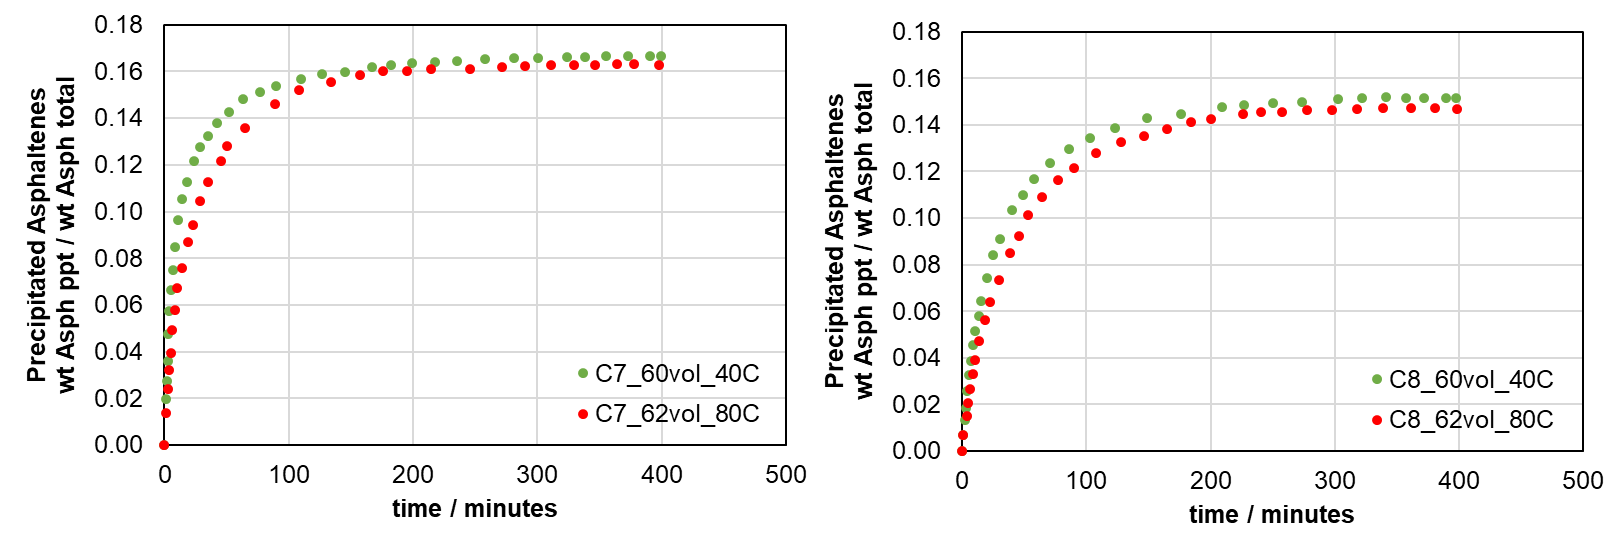 Precipitated Asphaltenes
wt Asph ppt / wt Asph total
0.18
0.16
0.14
0.12
0.10
0.08
0.06
0.04
0.02
0.00
C7_60vol_40C
C7_62vol_80C
0 100 200 300 400 500
time / minutes
Precipitated Asphaltenes
wt Asph ppt / wt Asph total
0.18
0.16
0.14
0.12
0.10
0.08
0.06
0.04
0.02
0.00
C8_60vol_40C
C8_62vol_80C
0 100 200 300 400 500
time / minutes